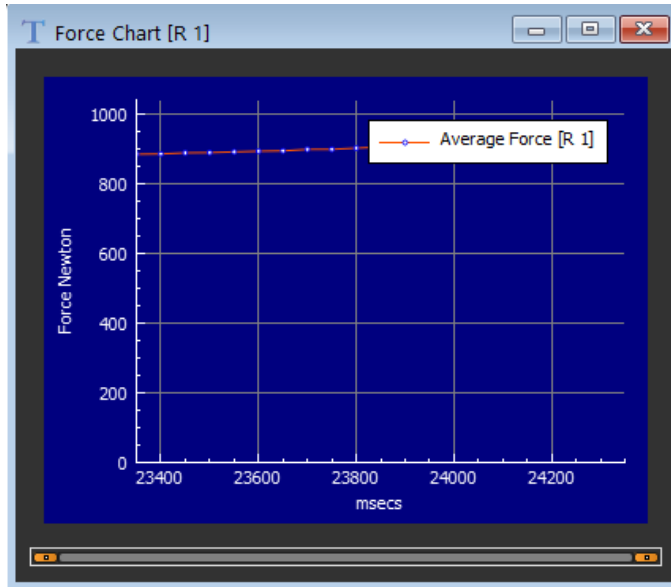 T Force Chart [R 1]
1000
800
600
400
200
0
Force Newton
Average Force [R 1]
23400 23600 23800 24000 24200
msecs